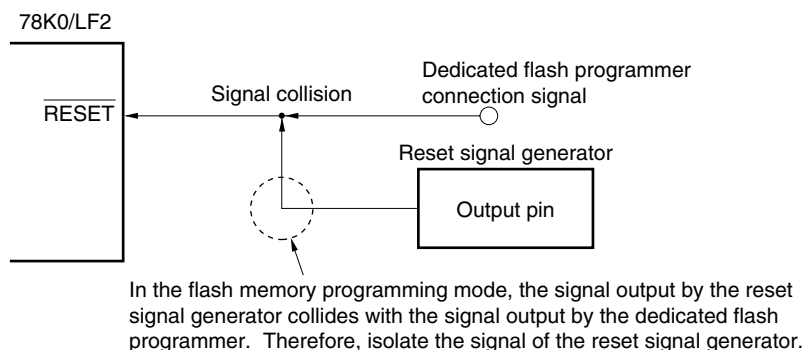 78K0/LF2
Dedicated flash programmer
connection signal
Signal collision
RESET
Reset signal generator
Output pin
In the flash memory programming mode, the signal output by the reset
signal generator collides with the signal output by the dedicated flash
programmer.  Therefore, isolate the signal of the reset signal generator.